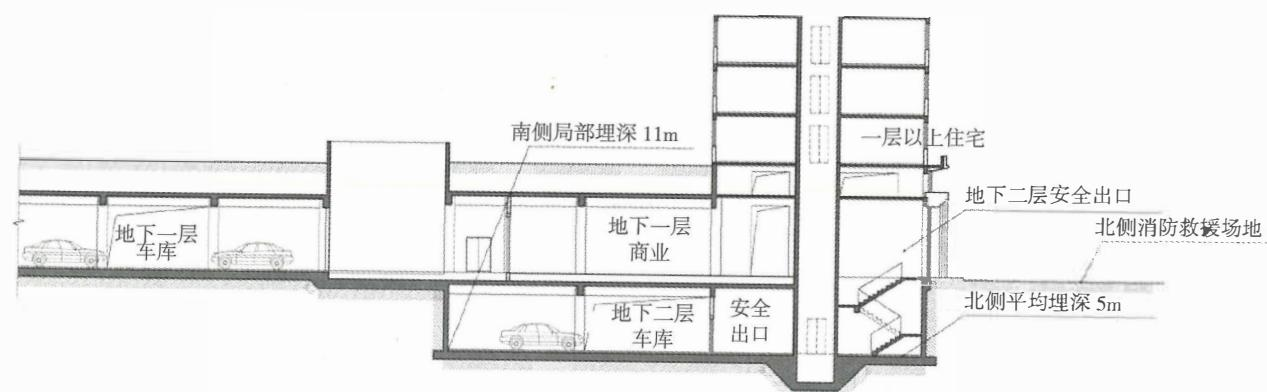 南侧局部埋深 11m
一层以上住宅
地下二层安全出口
北侧消防救援场地
地下一层
车库
地下一层
商业
北侧平均埋深 5m
地下二层
车库
安全
出口